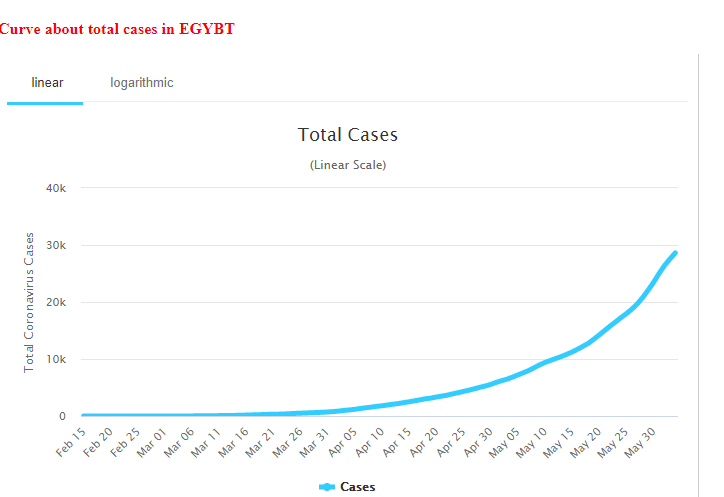 Curve about total cases in EGYBT
linear logarithmic
Total Cases
(Linear Scale)
Total Coronavirus Cases
40k
30k
20k
10k
0
Feb 15 Feb 20 Feb 25 Mar 01 Mar 06 Mar 11 Mar 16 Mar 21 Mar 26 Mar 31 Apr 05 Apr 10 Apr 15 Apr 20 Apr 25 Apr 30 May 05 May 10 May 15 May 20 May 25 May 30
Cases